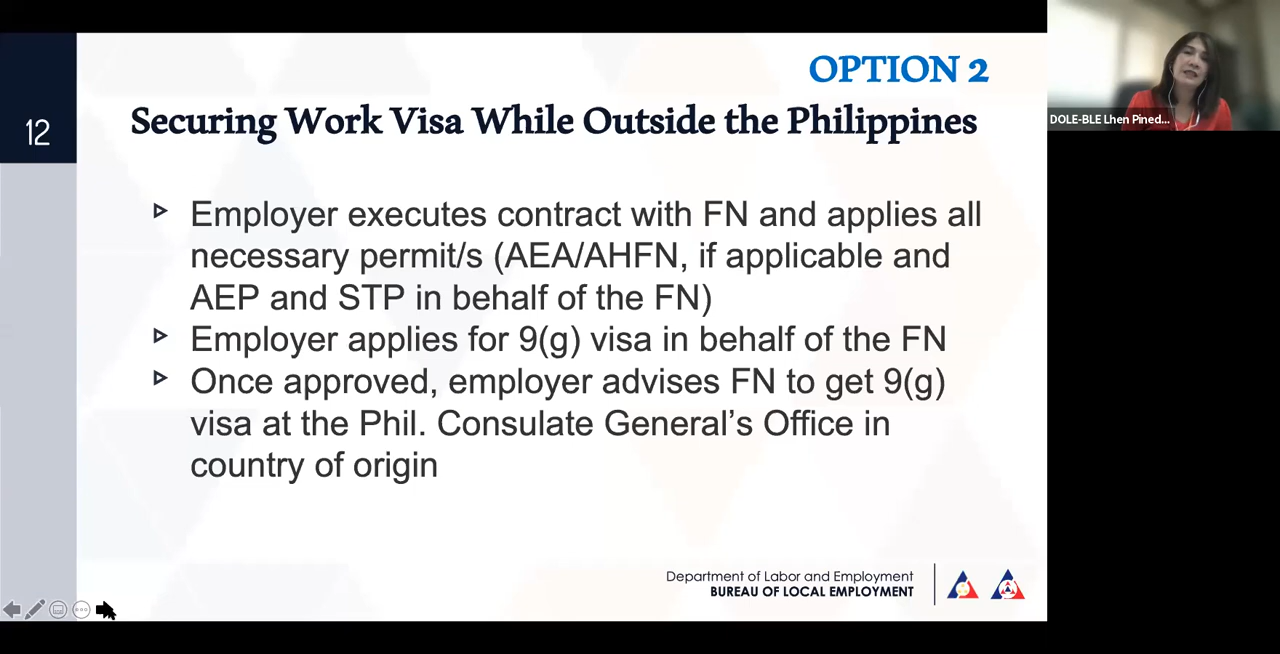 OPTION 2
12
Securing Work Visa While Outside the Philippines
Employer executes contract with FN and applies all
necessary permit/s (AEA/AHFN, if applicable and
AEP and STP in behalf of the FN)
Employer applies for 9(g) visa in behalf of the FN
Once approved, employer advises FN to get 9(g)
visa at the Phil. Consulate General’s Office in
country of origin
Department of Labor and Employment
BUREAU OF LOCAL EMPLOYMENT
DOLE-BLE Lhen Pined...